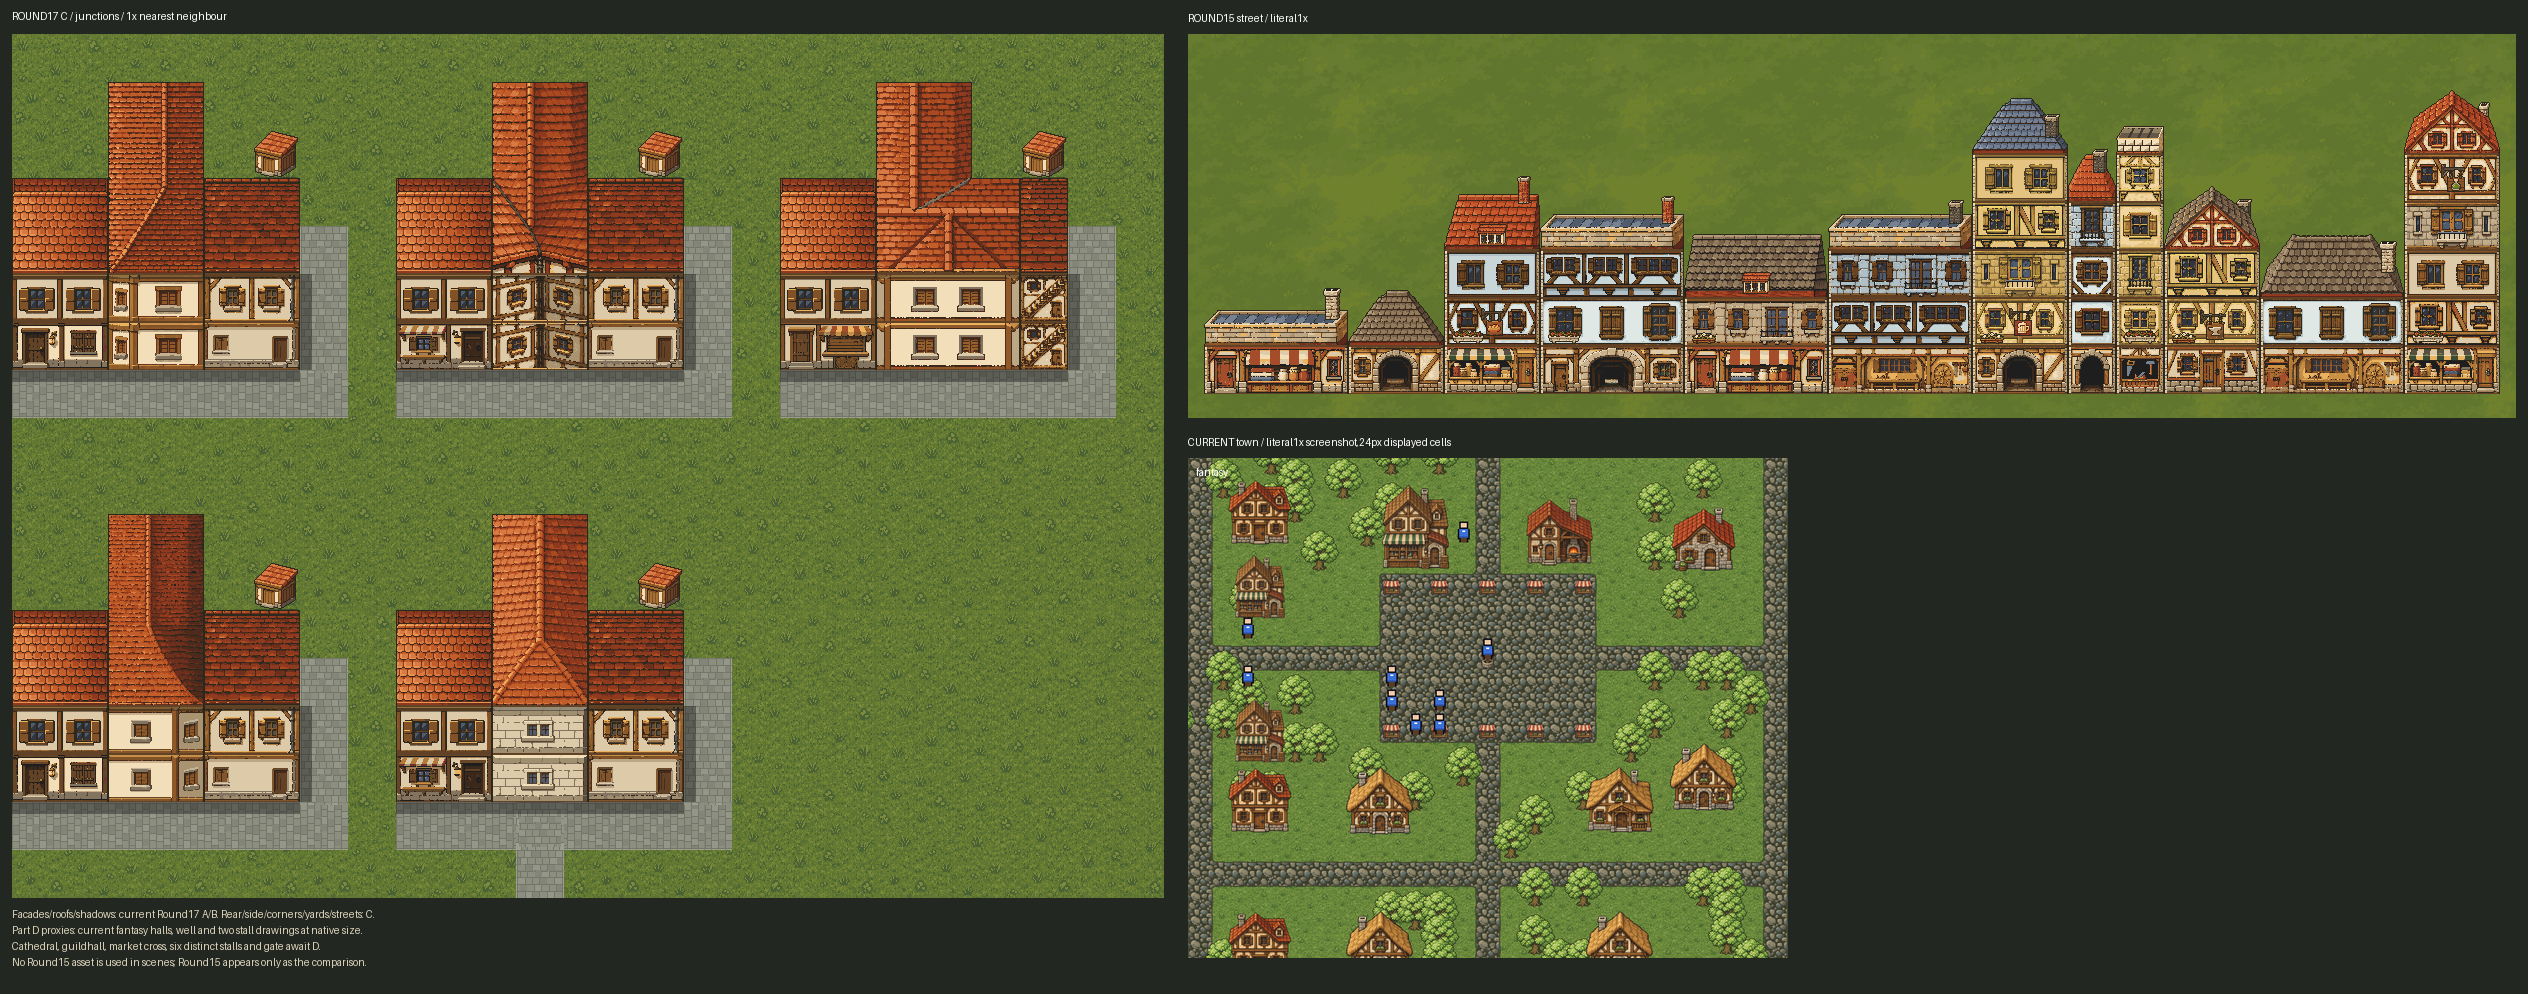 ROUND17 C / junctions / 1x nearest neighbour
ROUND15 street / literal 1x
CURRENT town / literal 1x screenshot, 24px displayed cells
fantasy
Facades/roofs/shadows: current Round17 A/B. Rear/side/corners/yards/streets: C.
Part D proxies: current fantasy halls, well and two stall drawings at native size.
Cathedral, guildhall, market cross, six distinct stalls and gate await D.
No Round15 asset is used in scenes; Round15 appears only as the comparison.